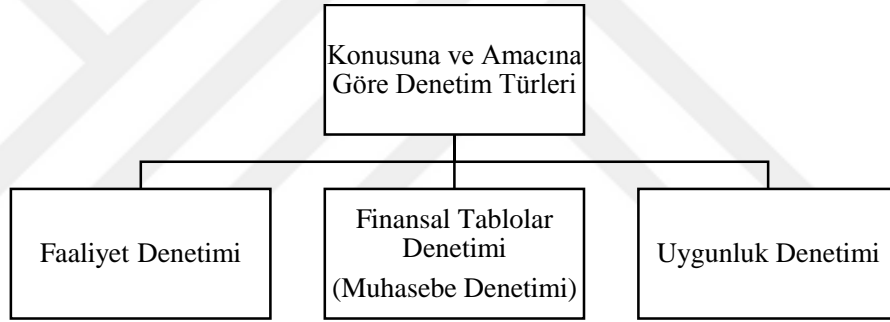 Konusuna ve Amacına
Göre Denetim Türleri
Faaliyet Denetimi
Finansal Tablolar
Denetimi
(Muhasebe Denetimi)
Uygunluk Denetimi